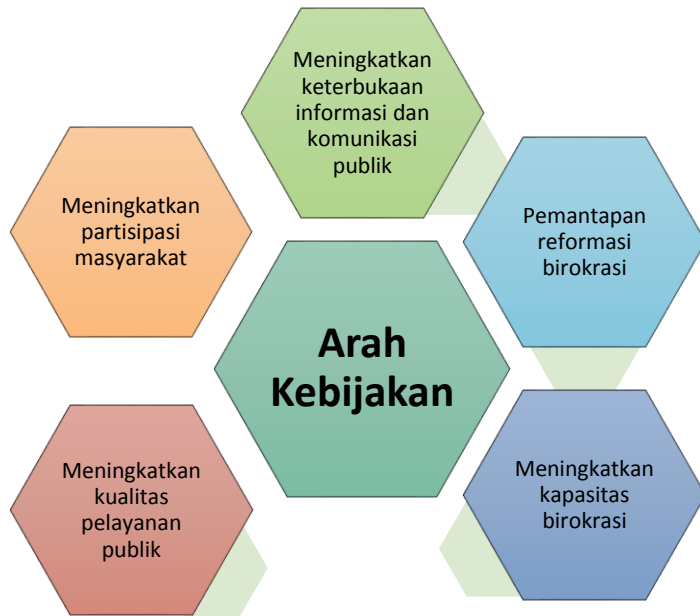 Meningkatkan
keterbukaan
informasi dan
komunikasi
publik
Meningkatkan
partisipasi
masyarakat
Pemantapan
reformasi
birokrasi
Arah
Kebijakan
Meningkatkan
kualitas
pelayanan
publik
Meningkatkan
kapasitas
birokrasi